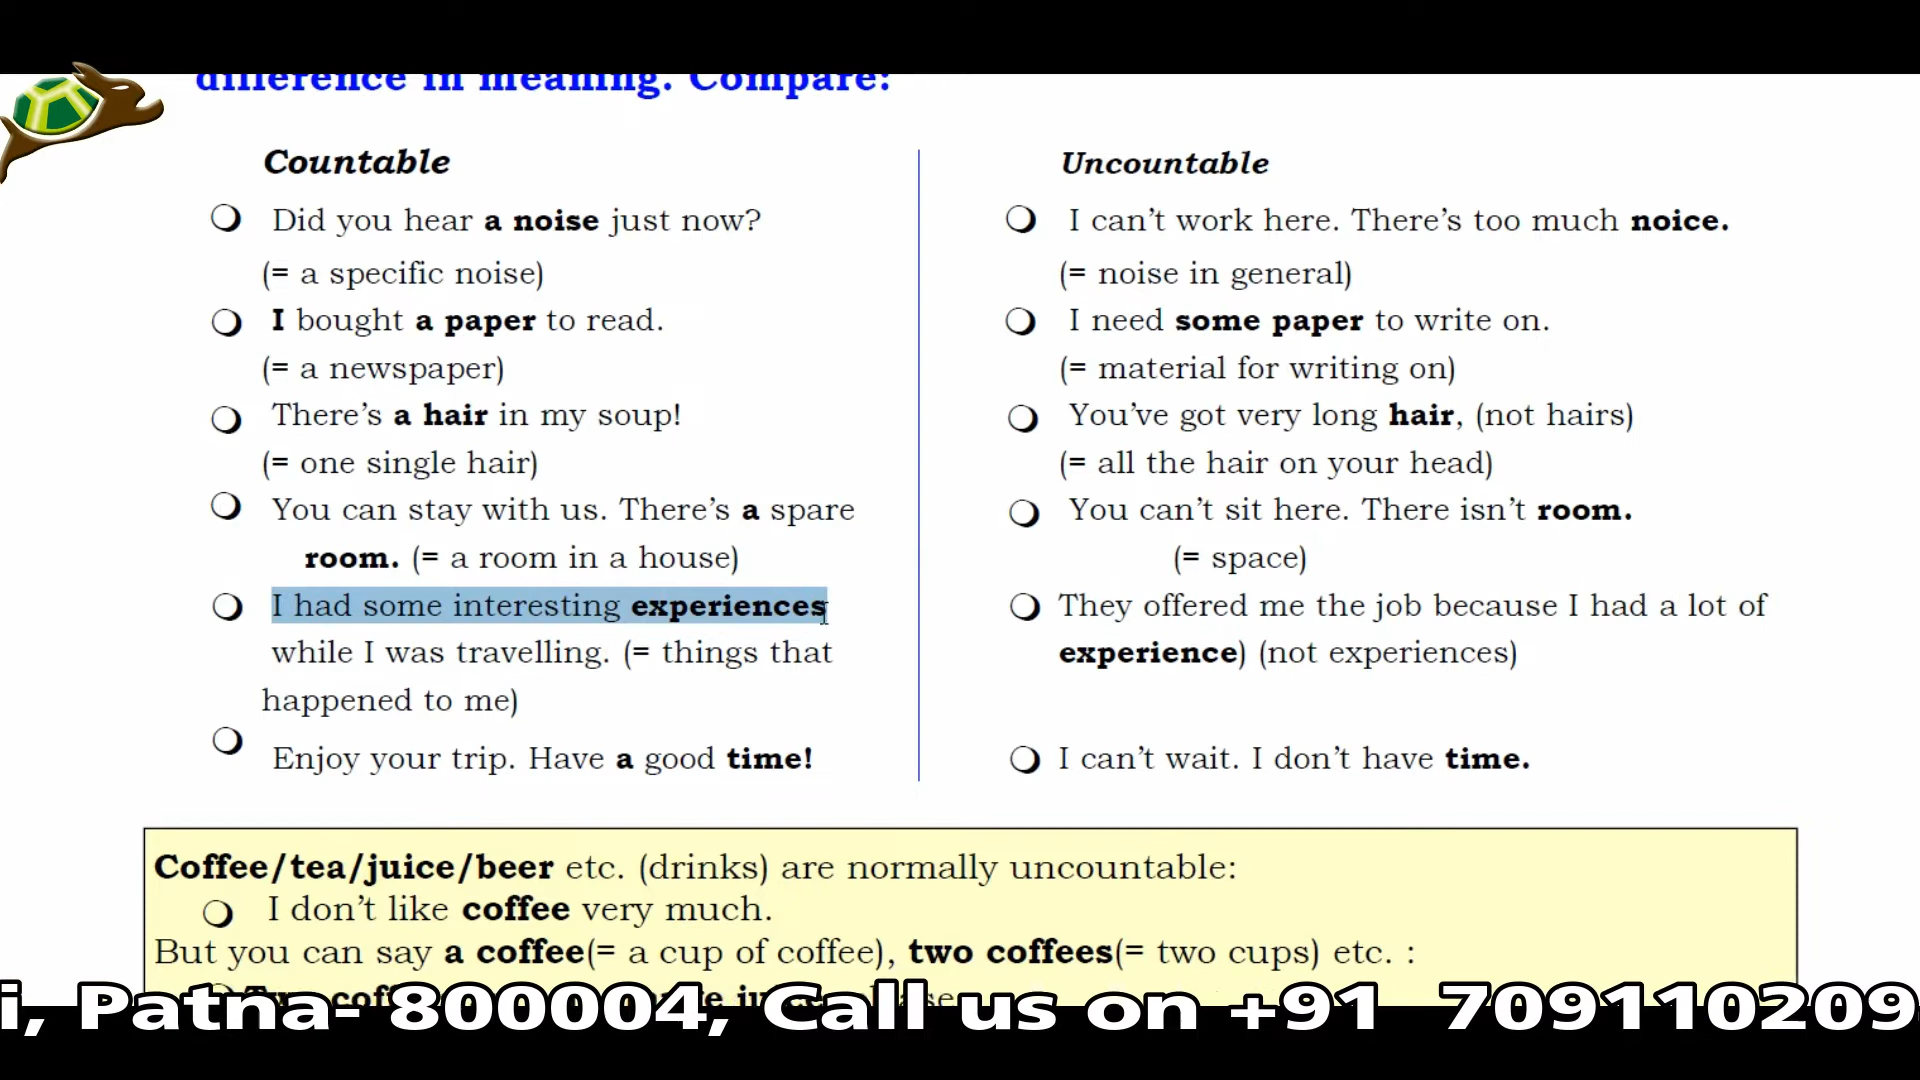 difference in meaning. Compare:
Countable
Did you hear a noise just now?
(= a specific noise)
I bought a paper to read.
(= a newspaper)
There's a hair in my soup!
(= one single hair)
You can stay with us. There's a spare
room. (= a room in a house)
I had some interesting experiences
while I was travelling. (= things that
happened to me)
Enjoy your trip. Have a good time!
Uncountable
I can't work here. There's too much noice.
(= noise in general)
I need some paper to write on.
(= material for writing on)
You've got very long hair, (not hairs)
(= all the hair on your head)
You can't sit here. There isn't room.
(= space)
They offered me the job because I had a lot of
experience) (not experiences)
I can't wait. I don't have time.
Coffee/tea/juice/beer etc. (drinks) are normally uncountable:
I don't like coffee very much.
But you can say a coffee(= a cup of coffee), two coffees(= two cups) etc. :
i, Patna- 800004, Call us on +91 709110209